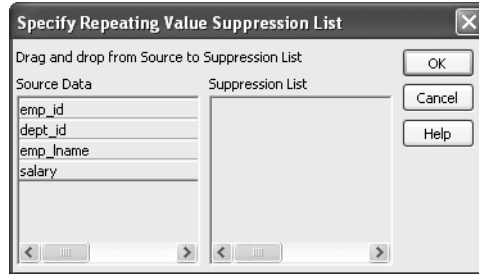 Specify Repeating Value Suppression List
Drag and drop from Source to Suppression List
Source Data
Suppression List
emp_id
dept_id
emp_lname
salary
OK
Cancel
Help